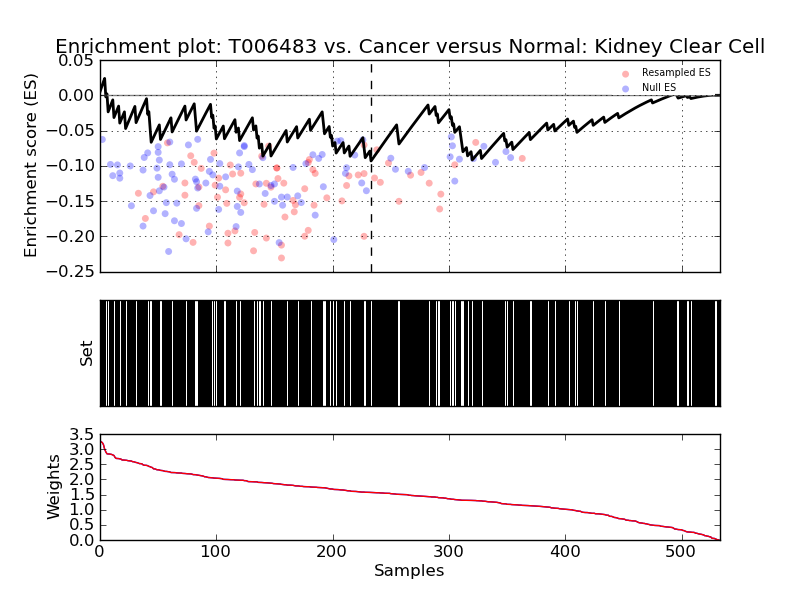 Enrichment plot: T006483 vs. Cancer versus Normal: Kidney Clear Cell
0.05
0.00
−0.05
−0.10
−0.15
−0.20
−0.25
Enrichment score (ES)
Resampled ES
Null ES
Set
3.5
3.0
2.5
2.0
1.5
1.0
0.5
0.0
Weights
0 100 200 300 400 500
Samples